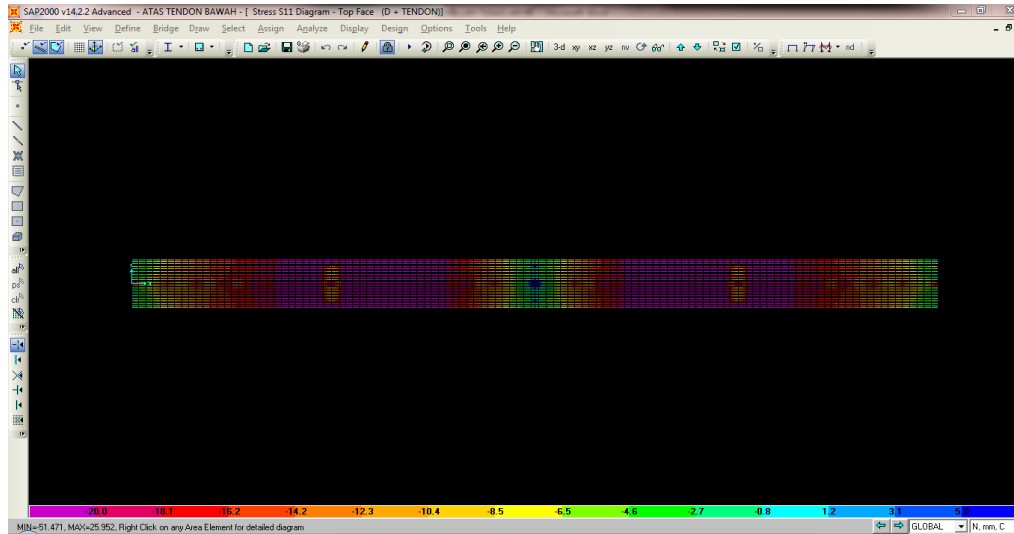 SAP2000 v14.2.2 Advanced - ATAS TENDON BAWAH - [ Stress S11 Diagram - Top Face (D + TENDON)]
File Edit View Define Bridge Draw Select Assign Analyze Display Design Options Tools Help
3-d xy xz yz nv nd
all
ps
clr
X
-20.0 -18.1 -16.2 -14.2 -12.3 -10.4 -8.5 -6.5 -4.6 -2.7 -0.8 1.2 3.1 5.0
MIN=-51.471, MAX=25.952, Right Click on any Area Element for detailed diagram GLOBAL N, mm, C